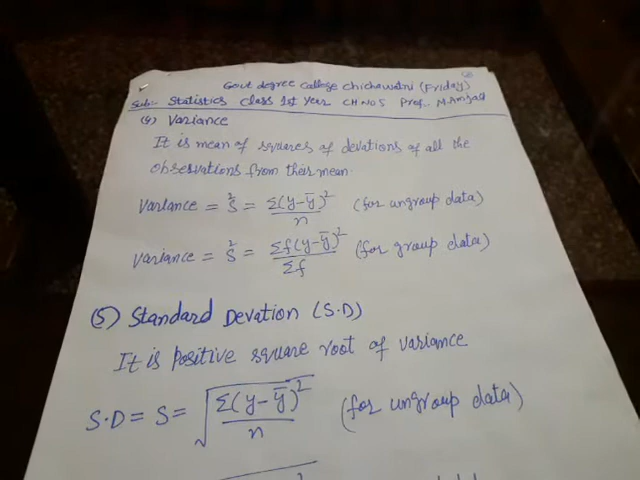 Govt degree college chichawatni (Friday)
Sub:- Statistics class 1st year CH NO 5 Prof. M.Amjad
(4) Variance
It is mean of squares of devations of all the
observations from their mean.
Variance = S² = Σ(y-ȳ)²/n (for ungroup data)
Variance = S² = Σf(y-ȳ)²/Σf (for group data)
(5) Standard Devation (S.D)
It is positive square root of variance
S.D = S = √Σ(y-ȳ)²/n (for ungroup data)